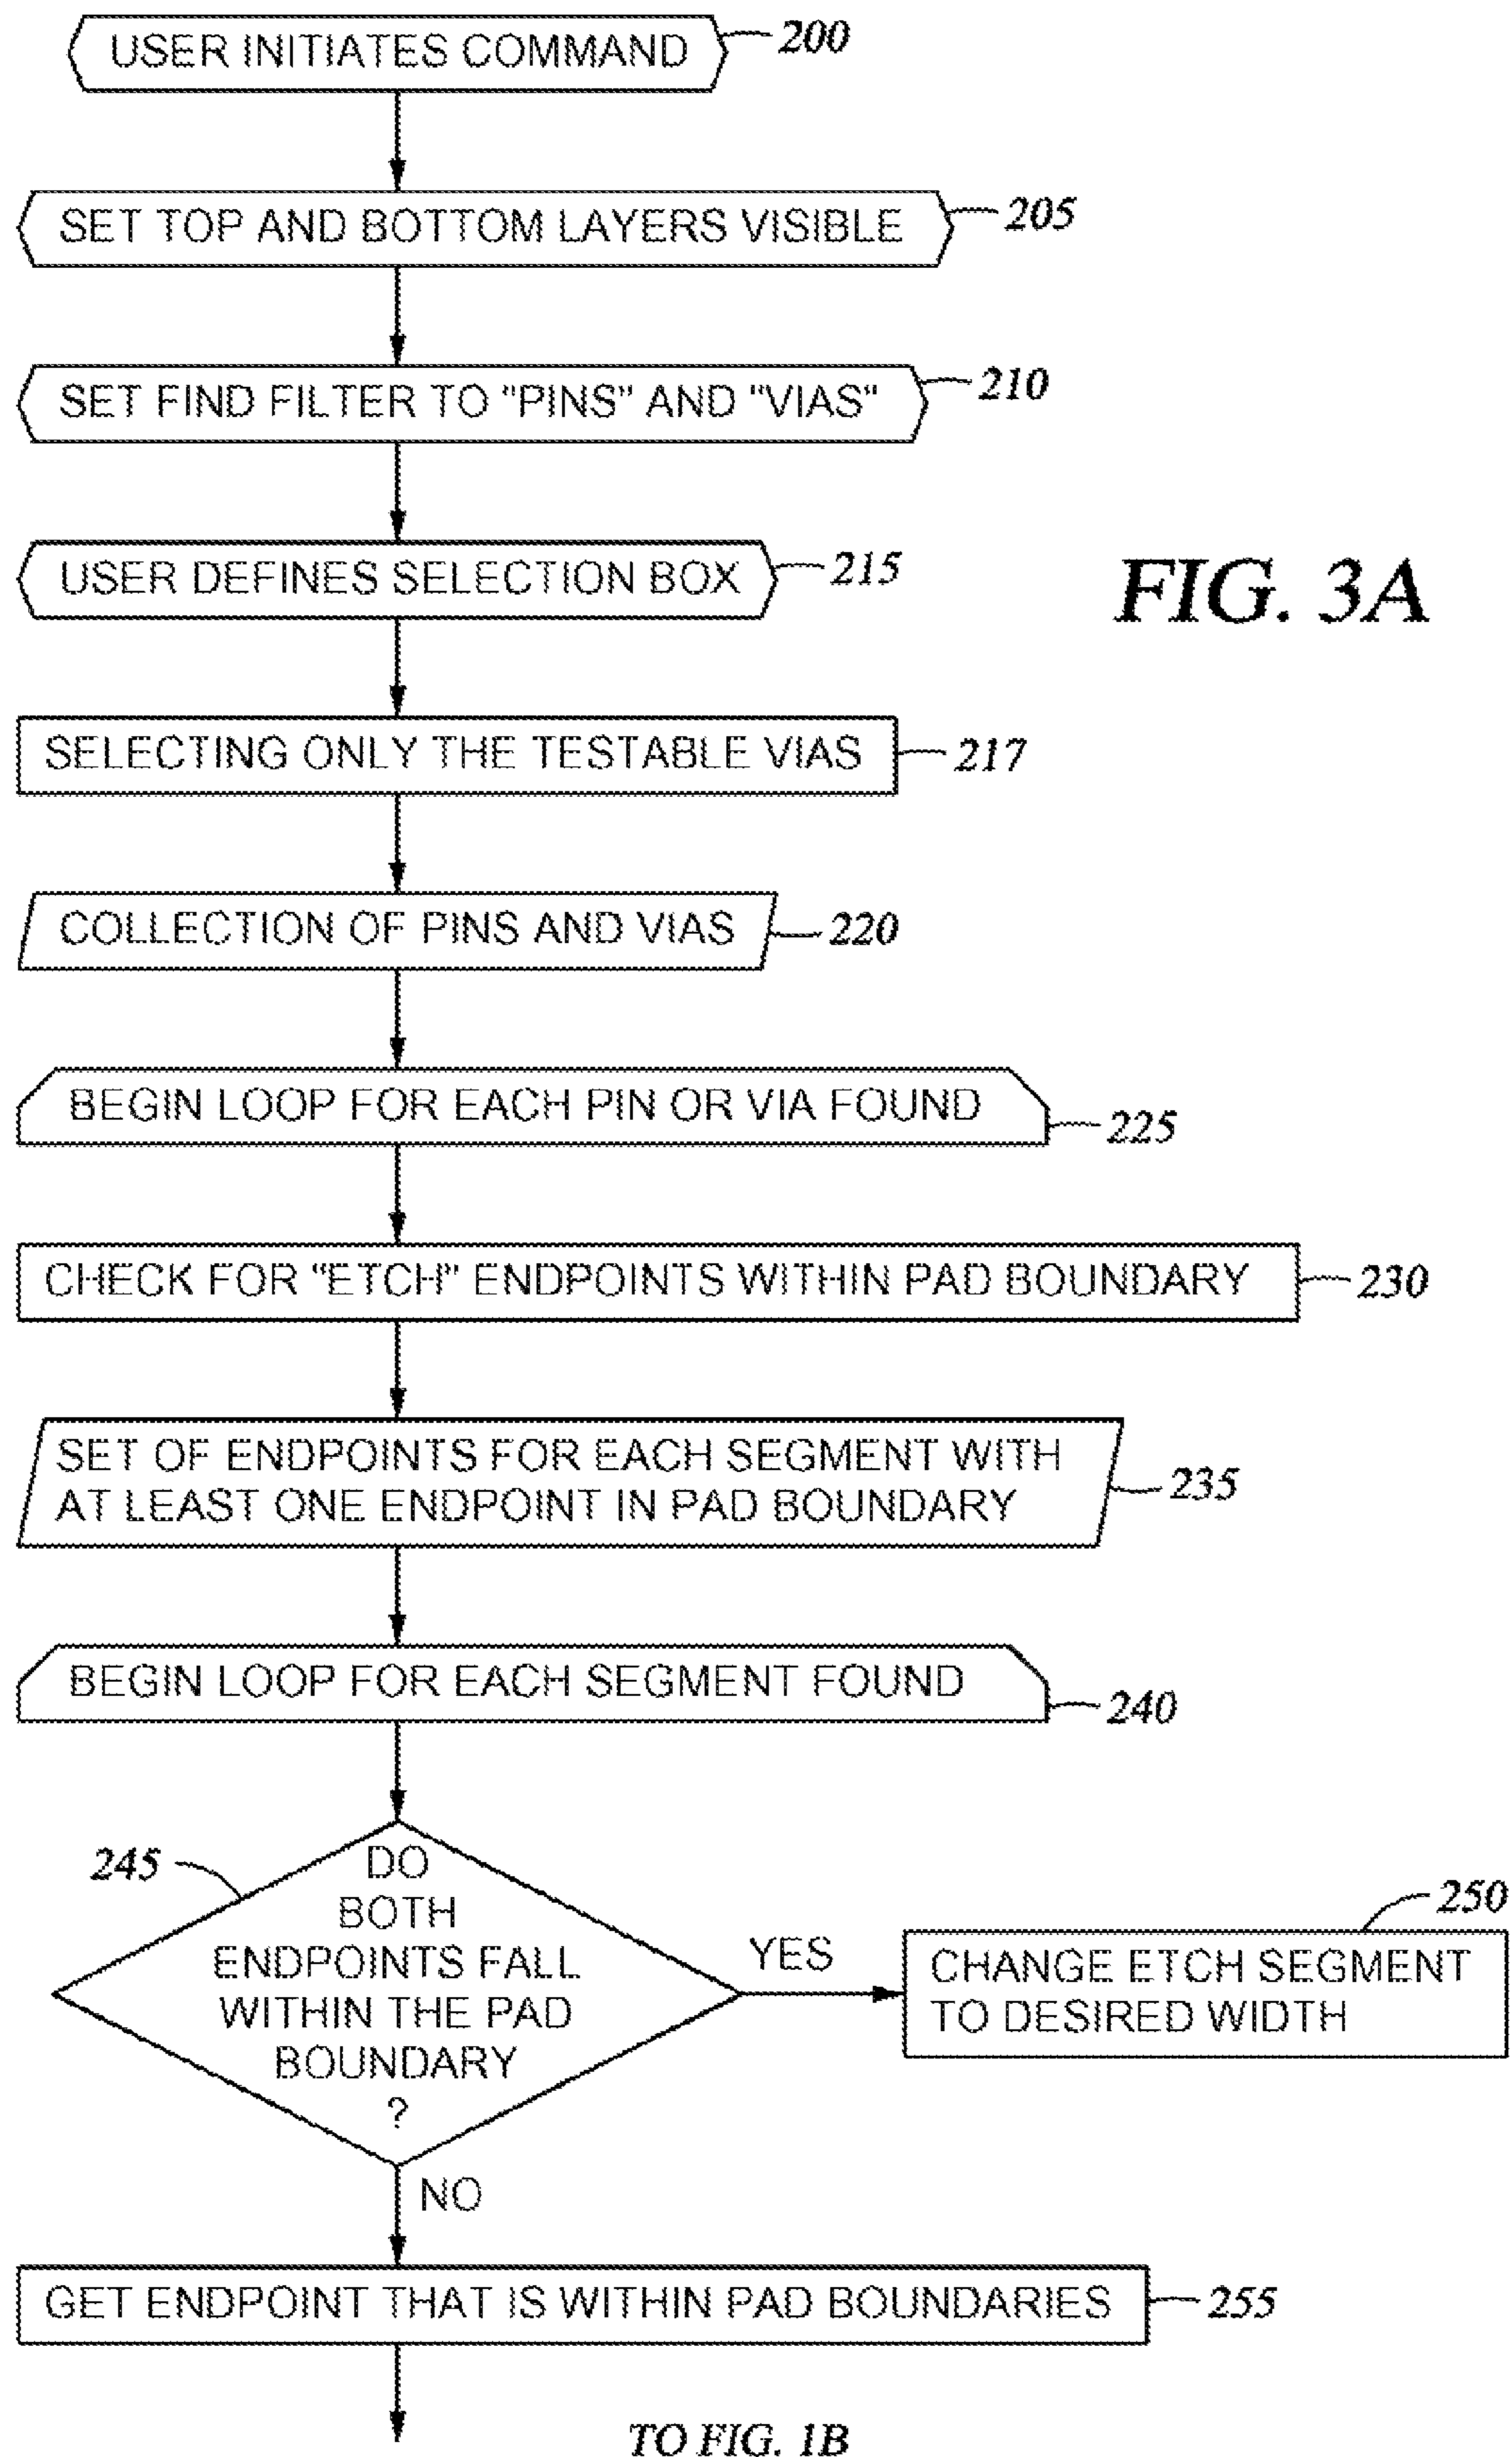 USER INITIATES COMMAND
200
SET TOP AND BOTTOM LAYERS VISIBLE
205
SET FIND FILTER TO "PINS" AND "VIAS"
210
USER DEFINES SELECTION BOX
215
FIG. 3A
SELECTING ONLY THE TESTABLE VIAS
217
COLLECTION OF PINS AND VIAS
220
BEGIN LOOP FOR EACH PIN OR VIA FOUND
225
CHECK FOR "ETCH" ENDPOINTS WITHIN PAD BOUNDARY
230
SET OF ENDPOINTS FOR EACH SEGMENT WITH
AT LEAST ONE ENDPOINT IN PAD BOUNDARY
235
BEGIN LOOP FOR EACH SEGMENT FOUND
240
245
DO
BOTH
ENDPOINTS FALL
WITHIN THE PAD
BOUNDARY
?
YES
250
CHANGE ETCH SEGMENT
TO DESIRED WIDTH
NO
GET ENDPOINT THAT IS WITHIN PAD BOUNDARIES
255
TO FIG. 1B